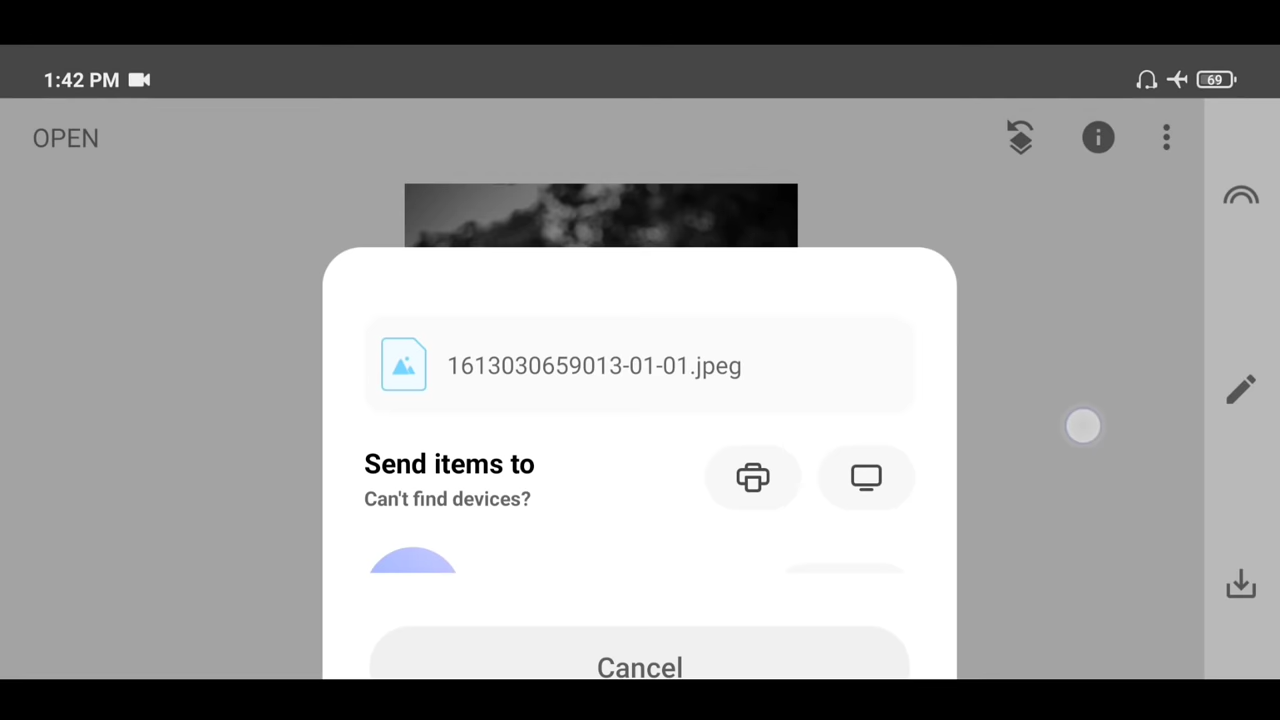 1:42 PM
69
OPEN
1613030659013-01-01.jpeg
Send items to
Can't find devices?
Cancel